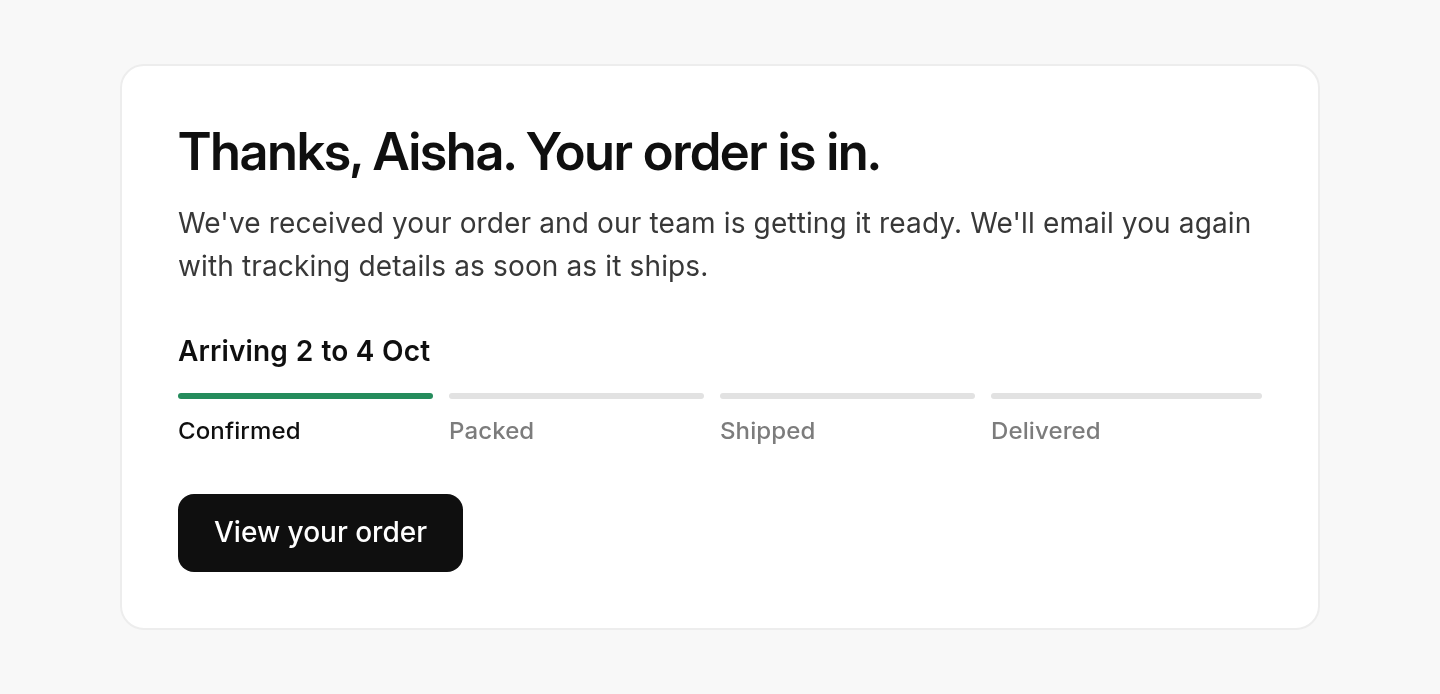 Thanks, Aisha. Your order is in.
We've received your order and our team is getting it ready. We'll email you again
with tracking details as soon as it ships.
Arriving 2 to 4 Oct
Confirmed Packed Shipped Delivered
View your order